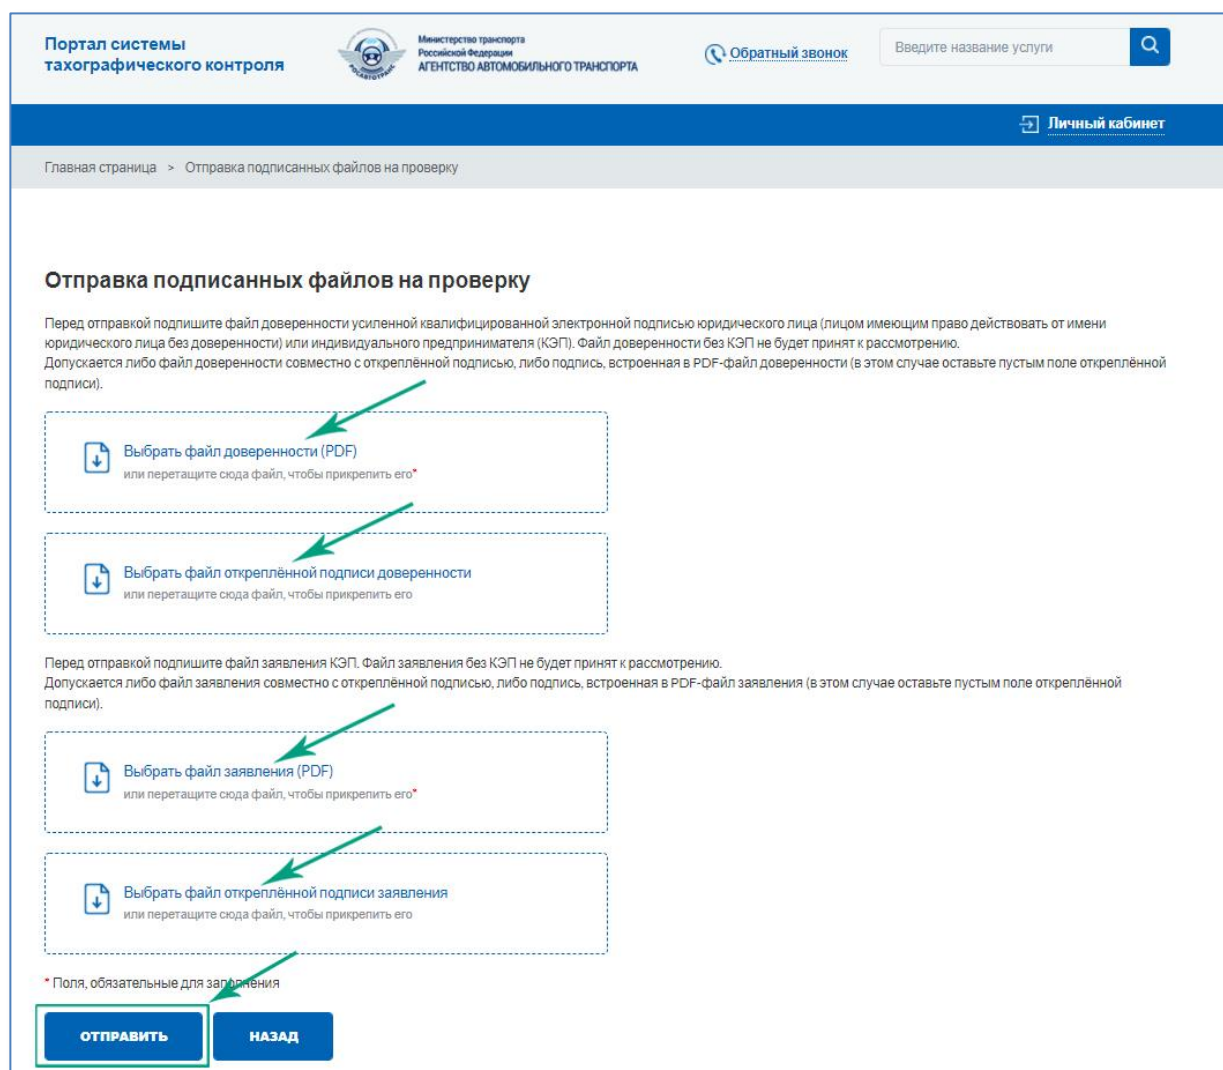 Портал системы
тахографического контроля
РОСАВТОТРАНС
Министерство транспорта
Российской Федерации
АГЕНТСТВО АВТОМОБИЛЬНОГО ТРАНСПОРТА
Обратный звонок
Введите название услуги
Личный кабинет
Главная страница > Отправка подписанных файлов на проверку
Отправка подписанных файлов на проверку
Перед отправкой подпишите файл доверенности усиленной квалифицированной электронной подписью юридического лица (лицом имеющим право действовать от имени
юридического лица без доверенности) или индивидуального предпринимателя (КЭП). Файл доверенности без КЭП не будет принят к рассмотрению.
Допускается либо файл доверенности совместно с откреплённой подписью, либо подпись, встроенная в PDF-файл доверенности (в этом случае оставьте пустым поле откреплённой
подписи).
Выбрать файл доверенности (PDF)
или перетащите сюда файл, чтобы прикрепить его*
Выбрать файл откреплённой подписи доверенности
или перетащите сюда файл, чтобы прикрепить его
Перед отправкой подпишите файл заявления КЭП. Файл заявления без КЭП не будет принят к рассмотрению.
Допускается либо файл заявления совместно с откреплённой подписью, либо подпись, встроенная в PDF-файл заявления (в этом случае оставьте пустым поле откреплённой
подписи).
Выбрать файл заявления (PDF)
или перетащите сюда файл, чтобы прикрепить его*
Выбрать файл откреплённой подписи заявления
или перетащите сюда файл, чтобы прикрепить его
* Поля, обязательные для заполнения
ОТПРАВИТЬ
НАЗАД